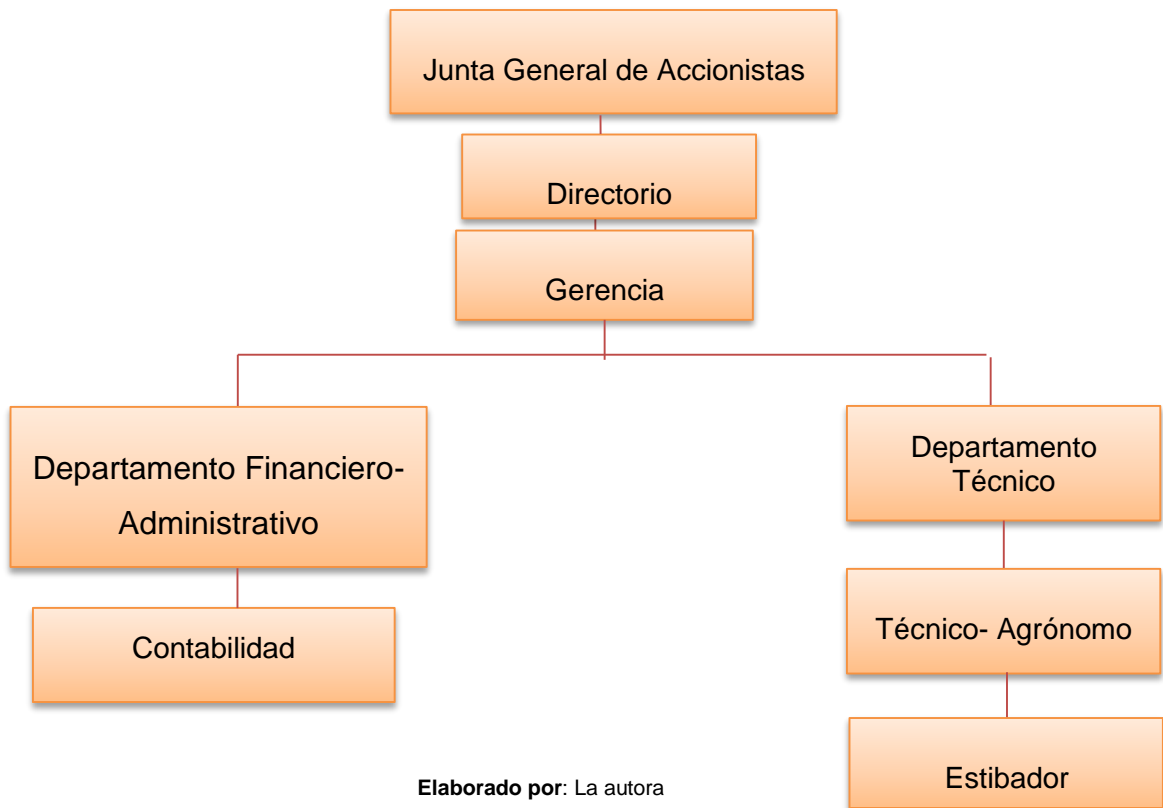 Junta General de Accionistas
Directorio
Gerencia
Departamento Financiero-
Administrativo
Departamento
Técnico
Contabilidad
Técnico- Agrónomo
Estibador
Elaborado por: La autora